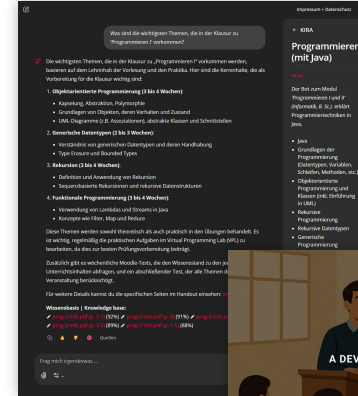 Impressum + Datenschutz
Was sind die wichtigsten Themen, die in der Klausur zu
'Programmieren I' vorkommen?
Die wichtigsten Themen, die in der Klausur zu „Programmieren I" vorkommen werden,
basieren auf dem Lehrinhalt der Vorlesung und den Praktika. Hier sind die Kerninhalte, die als
Vorbereitung für die Klausur wichtig sind:
1. Objektorientierte Programmierung (3 bis 4 Wochen):
• Kapselung, Abstraktion, Polymorphie
• Grundlagen von Objekten, deren Verhalten und Zustand
• UML-Diagramme (z.B. Assoziationen), abstrakte Klassen und Schnittstellen
2. Generische Datentypen (2 bis 3 Wochen):
• Verständnis von generischen Datentypen und deren Handhabung
• Type Erasure und Bounded Types
3. Rekursion (3 bis 4 Wochen):
• Definition und Anwendung von Rekursion
• Sequenzbasierte Rekursionen und rekursive Datenstrukturen
4. Funktionale Programmierung (3 bis 4 Wochen):
• Verwendung von Lambdas und Streams in Java
• Konzepte wie Filter, Map und Reduce
Diese Themen werden sowohl theoretisch als auch praktisch in den Übungen behandelt. Es
ist wichtig, regelmäßig die praktischen Aufgaben im Virtual Programming Lab (VPL) zu
bearbeiten, da dies zur besten Prüfungsvorbereitung beiträgt.
Zusätzlich gibt es wöchentliche Moodle-Tests, die den Wissensstand zu den
Unterrichtsinhalten abfragen, und ein abschließender Test, der alle Themen
Veranstaltung berücksichtigt.
Für weitere Details kannst du die spezifischen Seiten im Handout einsehen:
Wissensbasis | Knowledge base:
(92%) (91%)
(89%) (88%)
Quellen
Frag mich irgendetwas ...
← KIRA
Programmieren
(mit Java)
Der Bot zum Modul
'Programmieren I und II'
(Informatik, B. Sc.) erklärt
Programmiertechniken in
Java.
• Java
• Grundlagen der
Programmierung
(Datentypen, Variablen,
Schleifen, Methoden, etc.)
• Objektorientierte
Programmierung und
Klassen (inkl. Einführung
in UML)
• Rekursive
Programmierung
• Rekursive Datentypen
• Generische
Programmierung
A DEV